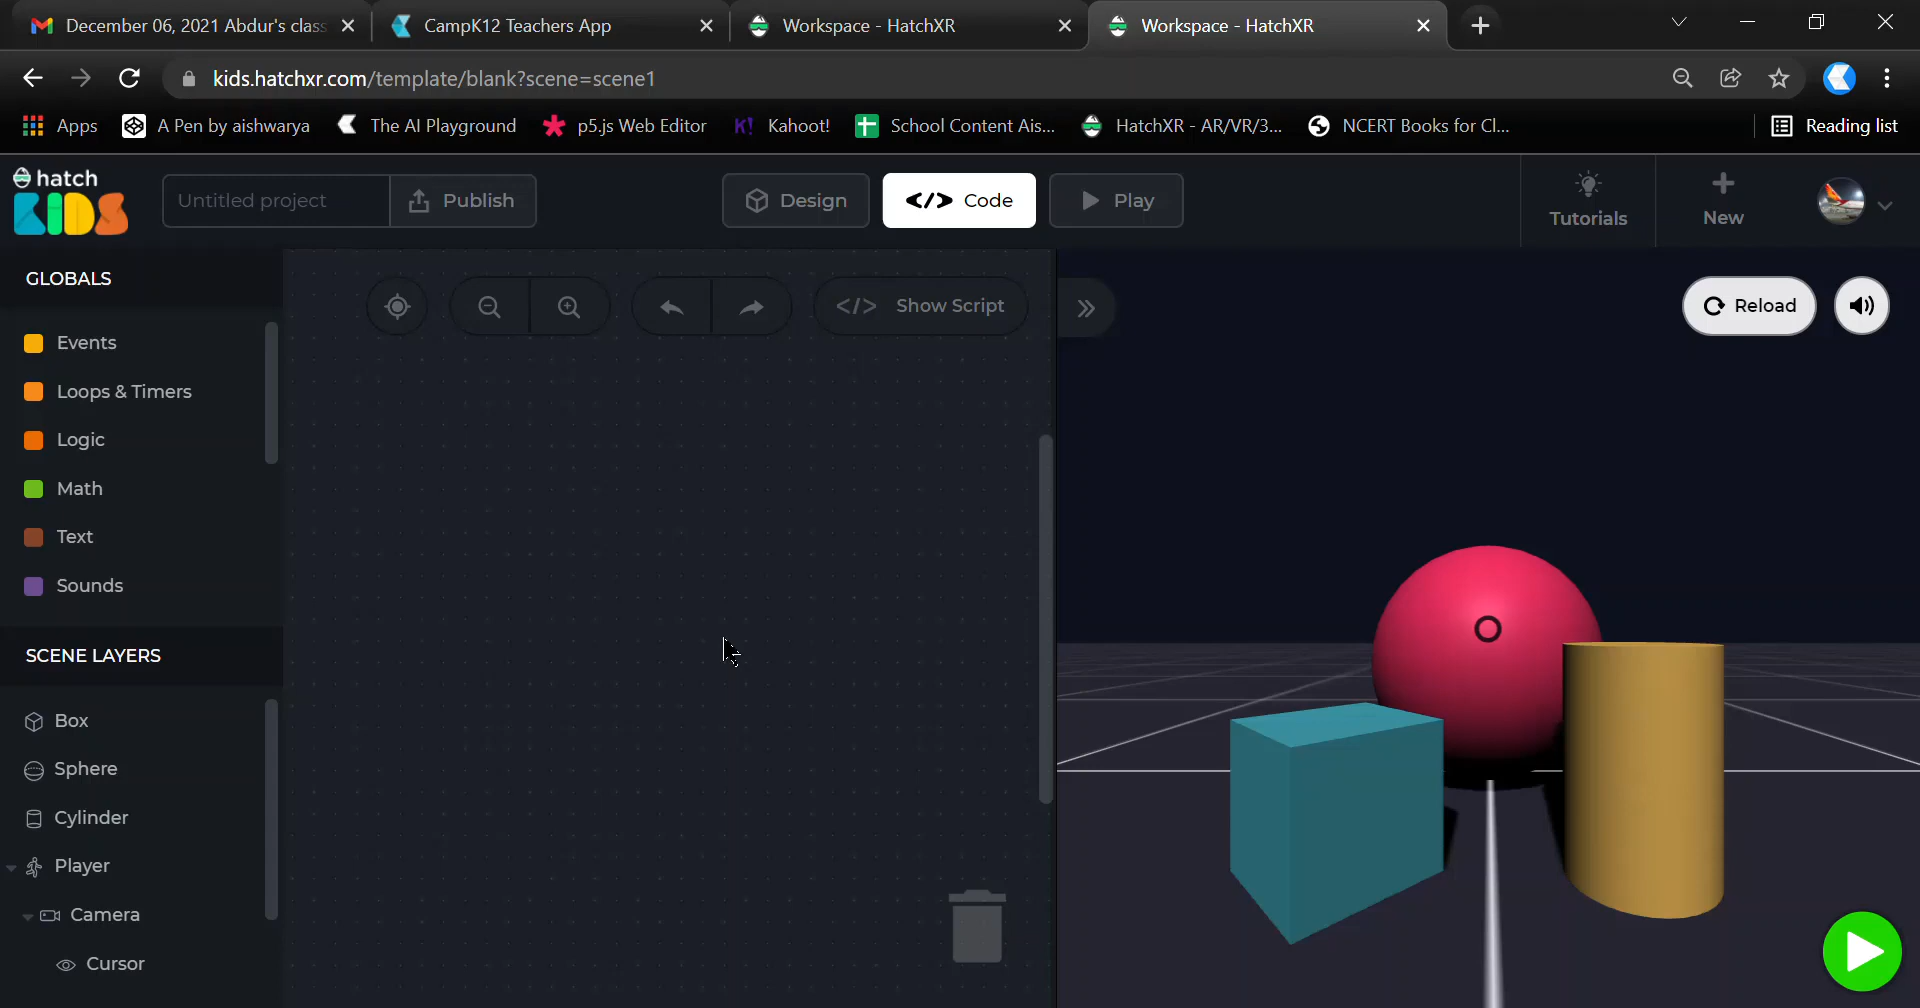 December 06, 2021 Abdur's class
CampK12 Teachers App
Workspace - HatchXR
Workspace - HatchXR
kids.hatchxr.com/template/blank?scene=scene1
Apps
A Pen by aishwarya
The AI Playground
p5.js Web Editor
K! Kahoot!
School Content Ais...
HatchXR - AR/VR/3...
NCERT Books for Cl...
Reading list
hatch
KIDS
Untitled project
Publish
Design
</> Code
Play
Tutorials
New
GLOBALS
Events
Loops & Timers
Logic
Math
Text
Sounds
</> Show Script
Reload
SCENE LAYERS
Box
Sphere
Cylinder
Player
Camera
Cursor